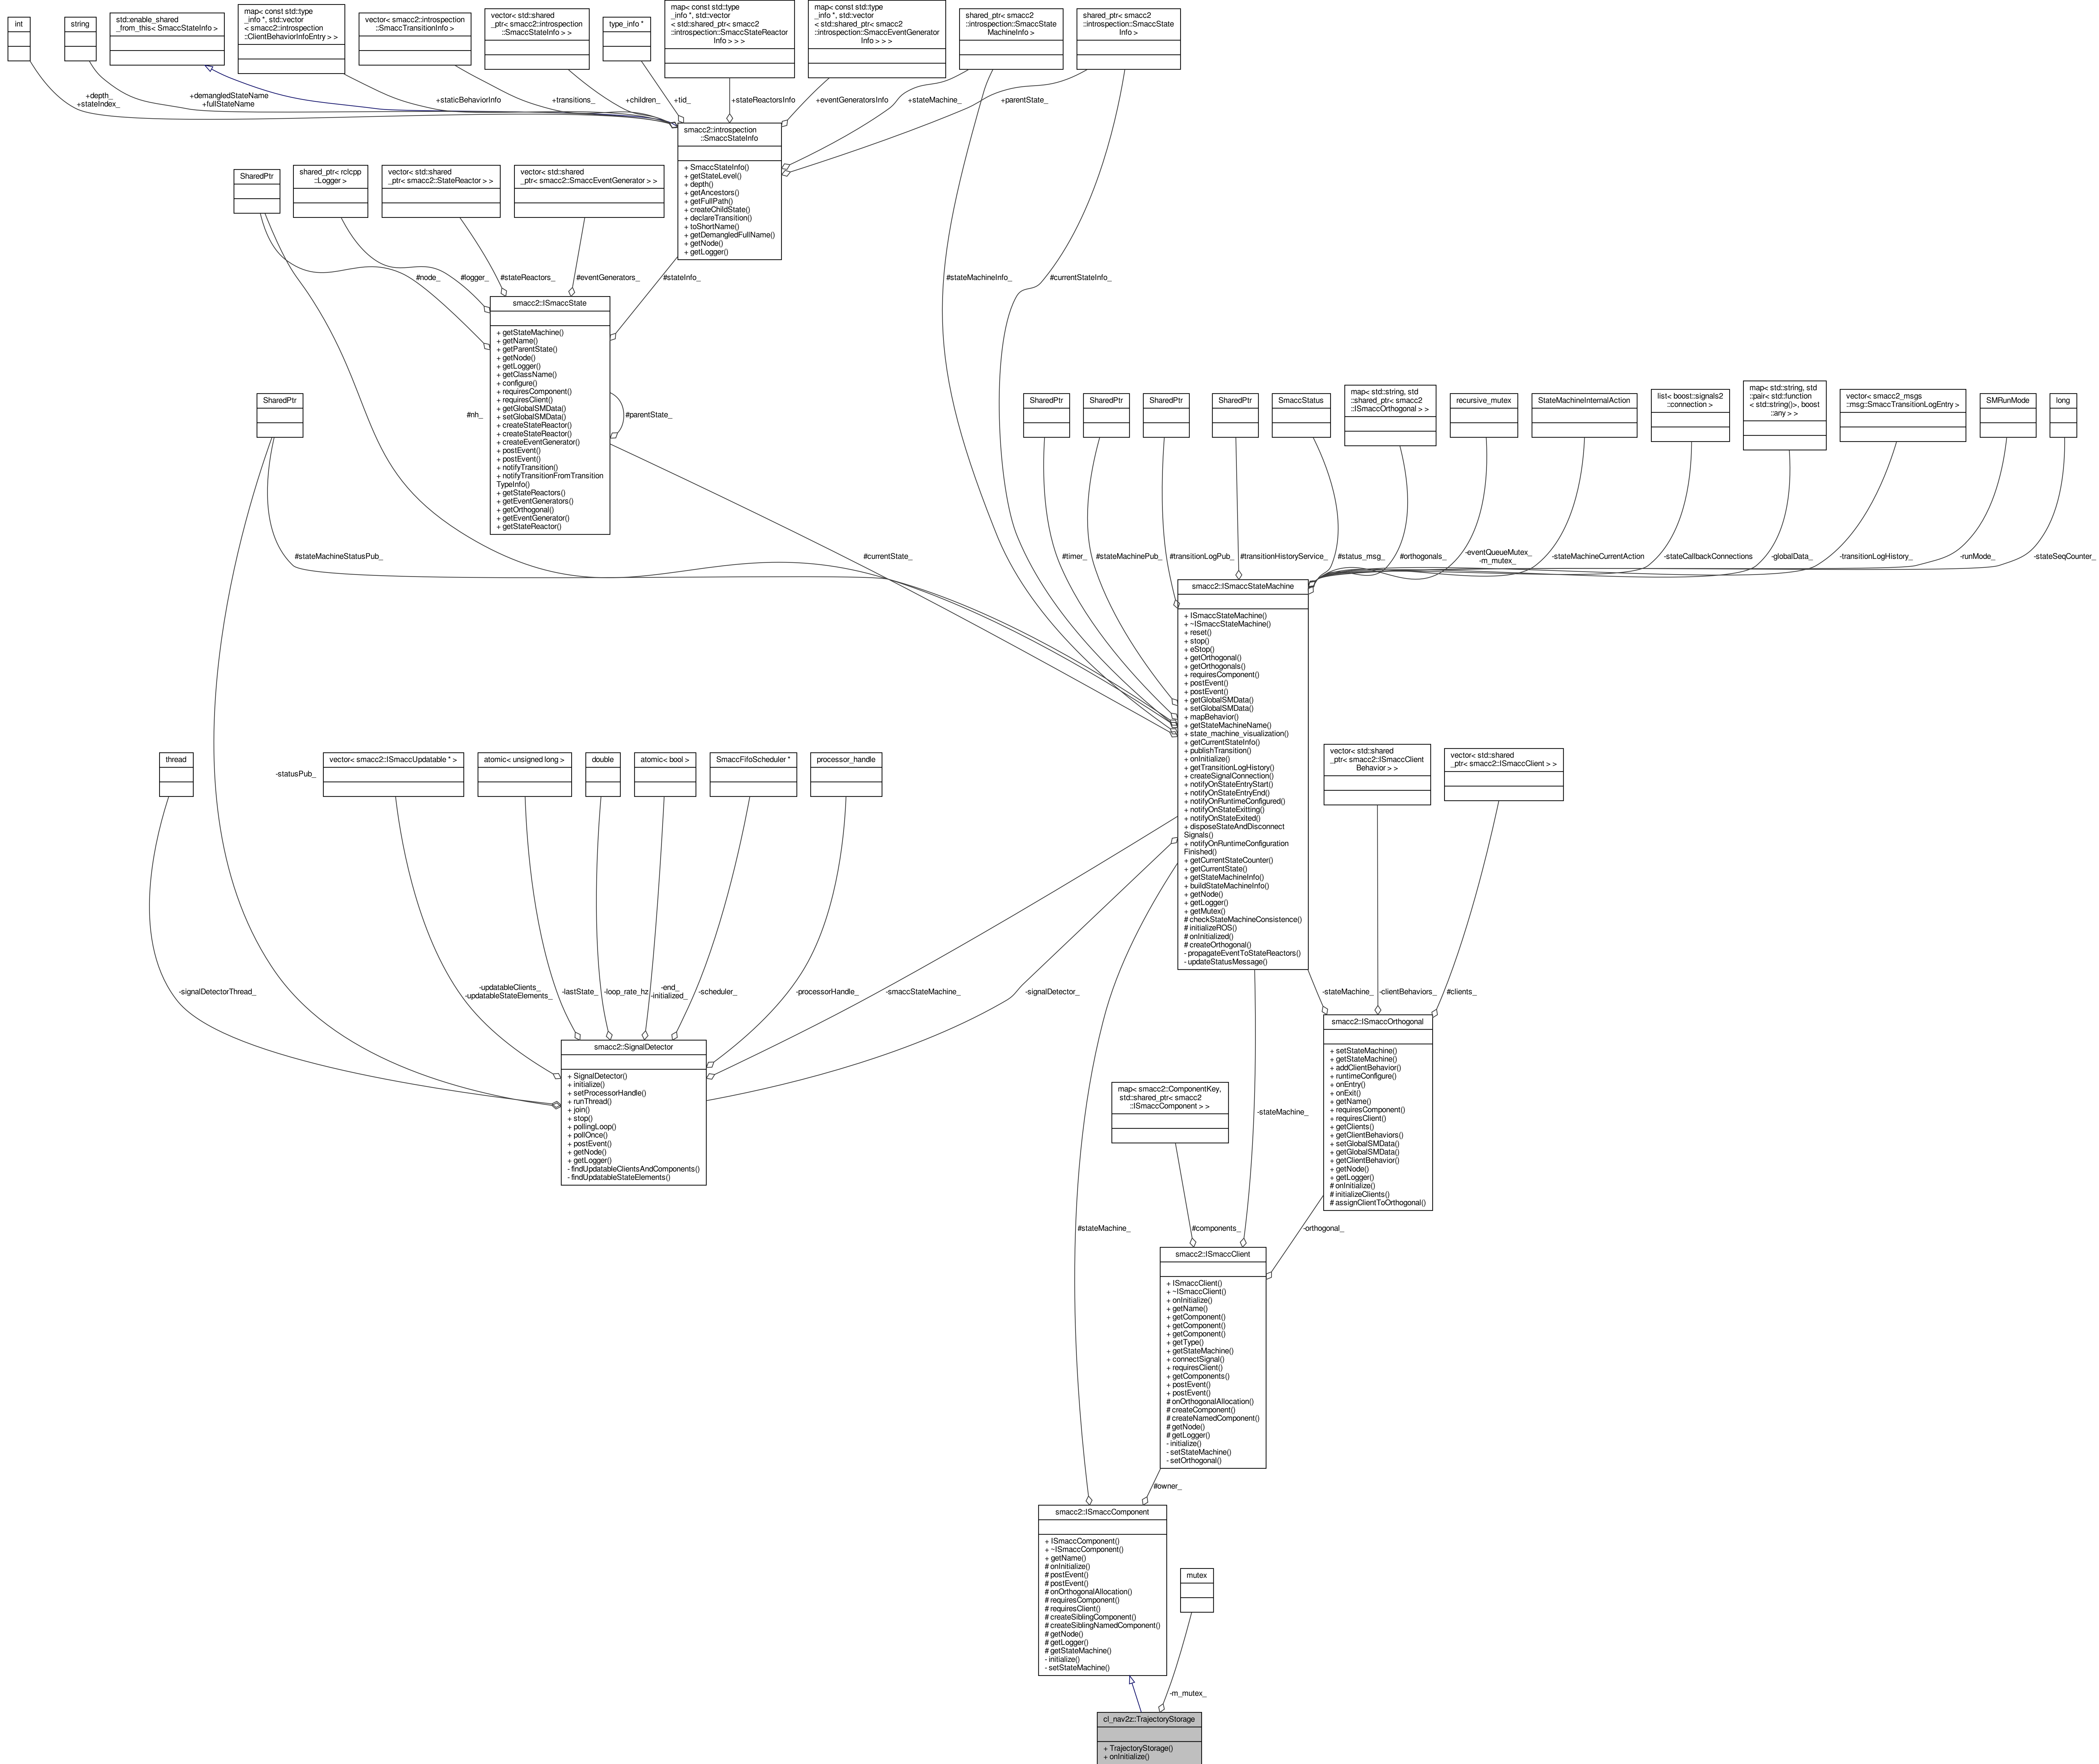 int
string
std::enable_shared
_from_this< SmaccStateInfo >
map< const std::type
_info *, std::vector
< smacc2::introspection
::ClientBehaviorInfoEntry > >
vector< smacc2::introspection
::SmaccTransitionInfo >
vector< std::shared
_ptr< smacc2::introspection
::SmaccStateInfo > >
type_info *
map< const std::type
_info *, std::vector
< std::shared_ptr< smacc2
::introspection::SmaccStateReactor
Info > > >
map< const std::type
_info *, std::vector
< std::shared_ptr< smacc2
::introspection::SmaccEventGenerator
Info > > >
shared_ptr< smacc2
::introspection::SmaccState
MachineInfo >
shared_ptr< smacc2
::introspection::SmaccState
Info >
+depth_
+stateIndex_
+demangledStateName
+fullStateName
+staticBehaviorInfo
+transitions_
+children_
+tid_
+stateReactorsInfo
+eventGeneratorsInfo
+stateMachine_
+parentState_
smacc2::introspection
::SmaccStateInfo
+ SmaccStateInfo()
+ getStateLevel()
+ depth()
+ getAncestors()
+ getFullPath()
+ createChildState()
+ declareTransition()
+ toShortName()
+ getDemangledFullName()
+ getNode()
+ getLogger()
SharedPtr
shared_ptr< rclcpp
::Logger >
vector< std::shared
_ptr< smacc2::StateReactor > >
vector< std::shared
_ptr< smacc2::SmaccEventGenerator > >
#node_
#logger_
#stateReactors_
#eventGenerators_
#stateInfo_
#stateMachineInfo_
#currentStateInfo_
smacc2::ISmaccState
+ getStateMachine()
+ getName()
+ getParentState()
+ getNode()
+ getLogger()
+ getClassName()
+ configure()
+ requiresComponent()
+ requiresClient()
+ getGlobalSMData()
+ setGlobalSMData()
+ createStateReactor()
+ createStateReactor()
+ createEventGenerator()
+ postEvent()
+ postEvent()
+ notifyTransition()
+ notifyTransitionFromTransition
TypeInfo()
+ getStateReactors()
+ getEventGenerators()
+ getOrthogonal()
+ getEventGenerator()
+ getStateReactor()
#nh_
#parentState_
SharedPtr
SharedPtr
SharedPtr
SharedPtr
SharedPtr
SmaccStatus
map< std::string, std
::shared_ptr< smacc2
::ISmaccOrthogonal > >
recursive_mutex
StateMachineInternalAction
list< boost::signals2
::connection >
map< std::string, std
::pair< std::function
< std::string()>, boost
::any > >
vector< smacc2_msgs
::msg::SmaccTransitionLogEntry >
SMRunMode
long
#stateMachineStatusPub_
#currentState_
#timer_
#stateMachinePub_
#transitionLogPub_
#transitionHistoryService_
#status_msg_
#orthogonals_
-eventQueueMutex_
-m_mutex_
-stateMachineCurrentAction
-stateCallbackConnections
-globalData_
-transitionLogHistory_
-runMode_
-stateSeqCounter_
smacc2::ISmaccStateMachine
+ ISmaccStateMachine()
+ ~ISmaccStateMachine()
+ reset()
+ stop()
+ eStop()
+ getOrthogonal()
+ getOrthogonals()
+ requiresComponent()
+ postEvent()
+ postEvent()
+ getGlobalSMData()
+ setGlobalSMData()
+ mapBehavior()
+ getStateMachineName()
+ state_machine_visualization()
+ getCurrentStateInfo()
+ publishTransition()
+ onInitialize()
+ getTransitionLogHistory()
+ createSignalConnection()
+ notifyOnStateEntryStart()
+ notifyOnStateEntryEnd()
+ notifyOnRuntimeConfigured()
+ notifyOnStateExitting()
+ notifyOnStateExited()
+ disposeStateAndDisconnect
Signals()
+ notifyOnRuntimeConfiguration
Finished()
+ getCurrentStateCounter()
+ getCurrentState()
+ getStateMachineInfo()
+ buildStateMachineInfo()
+ getNode()
+ getLogger()
+ getMutex()
# checkStateMachineConsistence()
# initializeROS()
# onInitialized()
# createOrthogonal()
- propagateEventToStateReactors()
- updateStatusMessage()
thread
-statusPub_
vector< smacc2::ISmaccUpdatable * >
atomic< unsigned long >
double
atomic< bool >
SmaccFifoScheduler *
processor_handle
vector< std::shared
_ptr< smacc2::ISmaccClient
Behavior > >
vector< std::shared
_ptr< smacc2::ISmaccClient > >
-signalDetectorThread_
-updatableClients_
-updatableStateElements_
-lastState_
-loop_rate_hz
-end_
-initialized_
-scheduler_
-processorHandle_
-smaccStateMachine_
-signalDetector_
-stateMachine_
-clientBehaviors_
#clients_
smacc2::SignalDetector
+ SignalDetector()
+ initialize()
+ setProcessorHandle()
+ runThread()
+ join()
+ stop()
+ pollingLoop()
+ pollOnce()
+ postEvent()
+ getNode()
+ getLogger()
- findUpdatableClientsAndComponents()
- findUpdatableStateElements()
smacc2::ISmaccOrthogonal
+ setStateMachine()
+ getStateMachine()
+ addClientBehavior()
+ runtimeConfigure()
+ onEntry()
+ onExit()
+ getName()
+ requiresComponent()
+ requiresClient()
+ getClients()
+ getClientBehaviors()
+ setGlobalSMData()
+ getGlobalSMData()
+ getClientBehavior()
+ getNode()
+ getLogger()
# onInitialize()
# initializeClients()
# assignClientToOrthogonal()
map< smacc2::ComponentKey,
std::shared_ptr< smacc2
::ISmaccComponent > >
-stateMachine_
#stateMachine_
#components_
-orthogonal_
smacc2::ISmaccClient
+ ISmaccClient()
+ ~ISmaccClient()
+ onInitialize()
+ getName()
+ getComponent()
+ getComponent()
+ getComponent()
+ getType()
+ getStateMachine()
+ connectSignal()
+ requiresClient()
+ getComponents()
+ postEvent()
+ postEvent()
# onOrthogonalAllocation()
# createComponent()
# createNamedComponent()
# getNode()
# getLogger()
- initialize()
- setStateMachine()
- setOrthogonal()
#owner_
smacc2::ISmaccComponent
+ ISmaccComponent()
+ ~ISmaccComponent()
+ getName()
# onInitialize()
# postEvent()
# postEvent()
# onOrthogonalAllocation()
# requiresComponent()
# requiresClient()
# createSiblingComponent()
# createSiblingNamedComponent()
# getNode()
# getLogger()
# getStateMachine()
- initialize()
- setStateMachine()
mutex
-m_mutex_
cl_nav2z::TrajectoryStorage
+ TrajectoryStorage()
+ onInitialize()